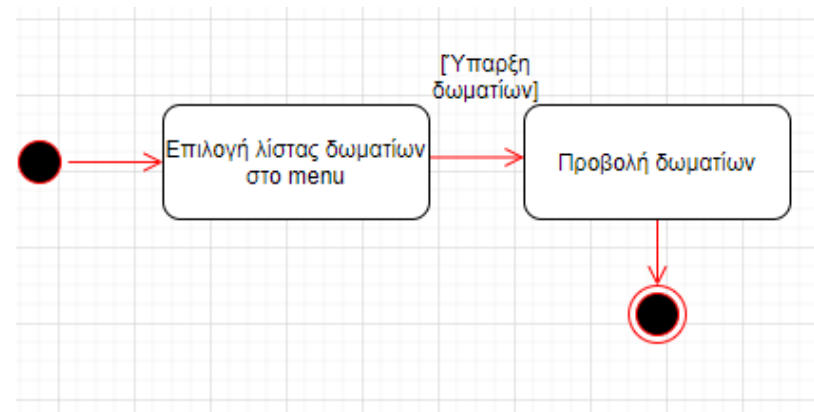 [Ύπαρξη
δωματίων]
Επιλογή λίστας δωματίων
στο menu
Προβολή δωματίων